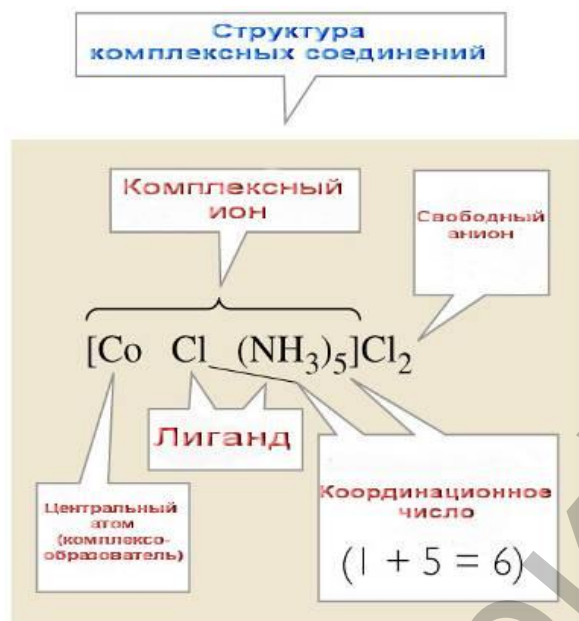 Структура
комплексных соединений
Комплексный
ион
Свободный
анион
[Co Cl (NH₃)₅]Cl₂
Лиганд
Центральный
атом
(комплексо-
образователь)
Координационное
число
(1 + 5 = 6)